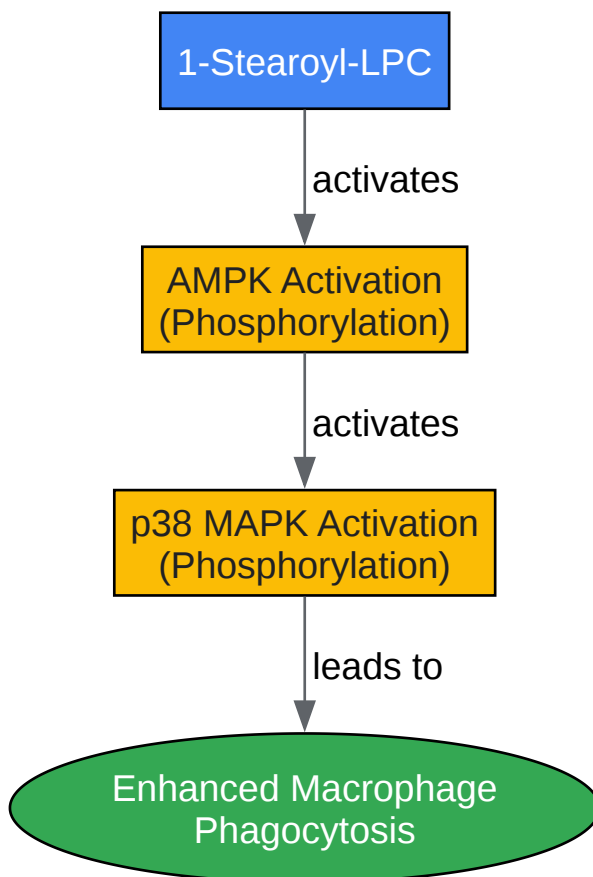 1-Stearoyl-LPC
activates
AMPK Activation
(Phosphorylation)
activates
p38 MAPK Activation
(Phosphorylation)
leads to
Enhanced Macrophage
Phagocytosis